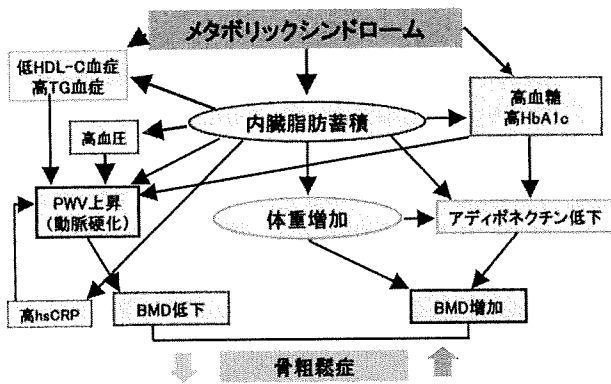 メタボリックシンドローム
低HDL-C血症
高TG血症
高血糖
高HbA1c
内臓脂肪蓄積
高血圧
PWV上昇
(動脈硬化)
体重増加
アディポネクチン低下
高hsCRP
BMD低下
BMD増加
骨粗鬆症